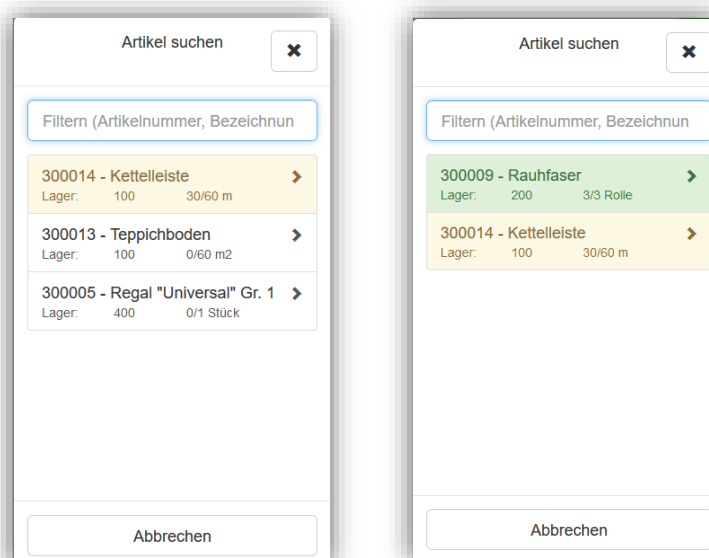 Artikel suchen
Filtern (Artikelnummer, Bezeichnun
300014 - Kettelleiste
Lager: 100 30/60 m
300013 - Teppichboden
Lager: 100 0/60 m2
300005 - Regal "Universal" Gr. 1
Lager: 400 0/1 Stück
Abbrechen
Artikel suchen
Filtern (Artikelnummer, Bezeichnun
300009 - Rauhfaser
Lager: 200 3/3 Rolle
300014 - Kettelleiste
Lager: 100 30/60 m
Abbrechen